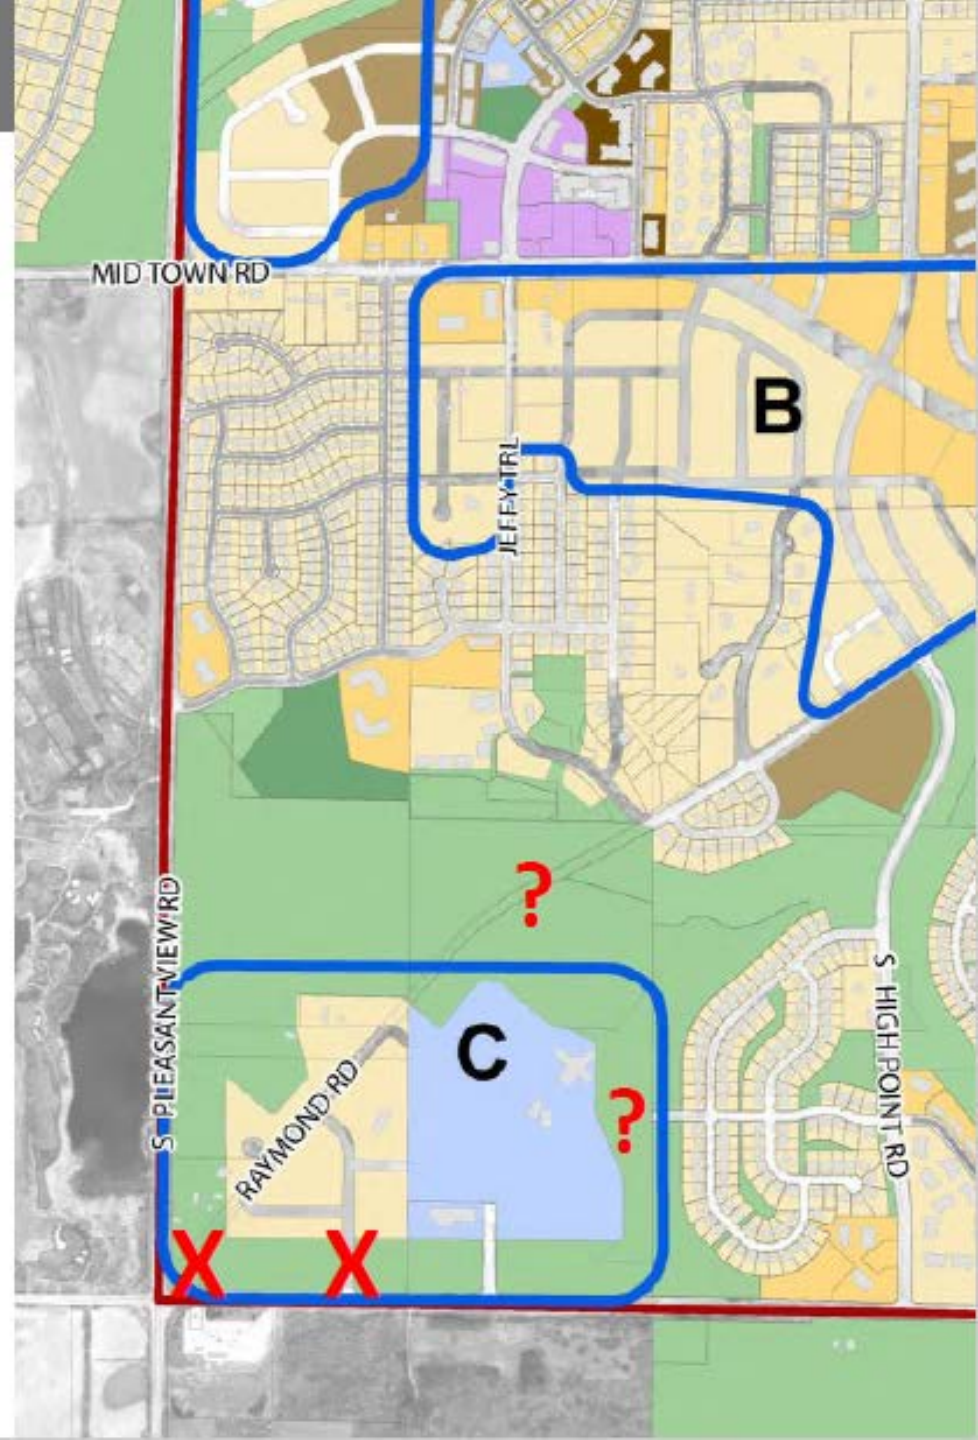 MID TOWN RD
B
JEFFY TRL
?
S PLEASANT VIEW RD
C
S HIGH POINT RD
RAYMOND RD
?
X X